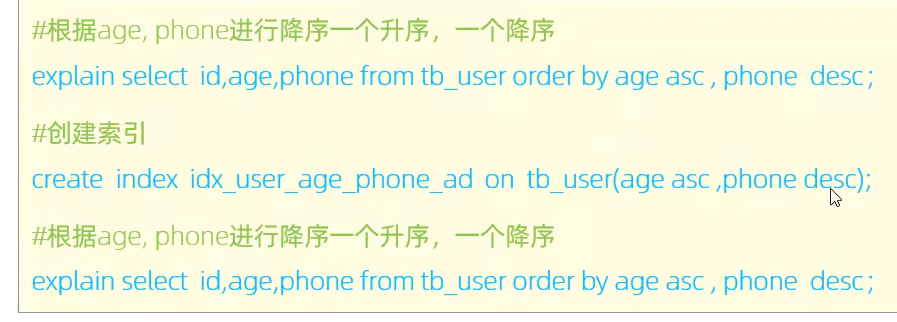 #根据age, phone进行降序一个升序，一个降序
explain select id,age,phone from tb_user order by age asc , phone desc ;
#创建索引
create index idx_user_age_phone_ad on tb_user(age asc ,phone desc);
#根据age, phone进行降序一个升序，一个降序
explain select id,age,phone from tb_user order by age asc , phone desc ;